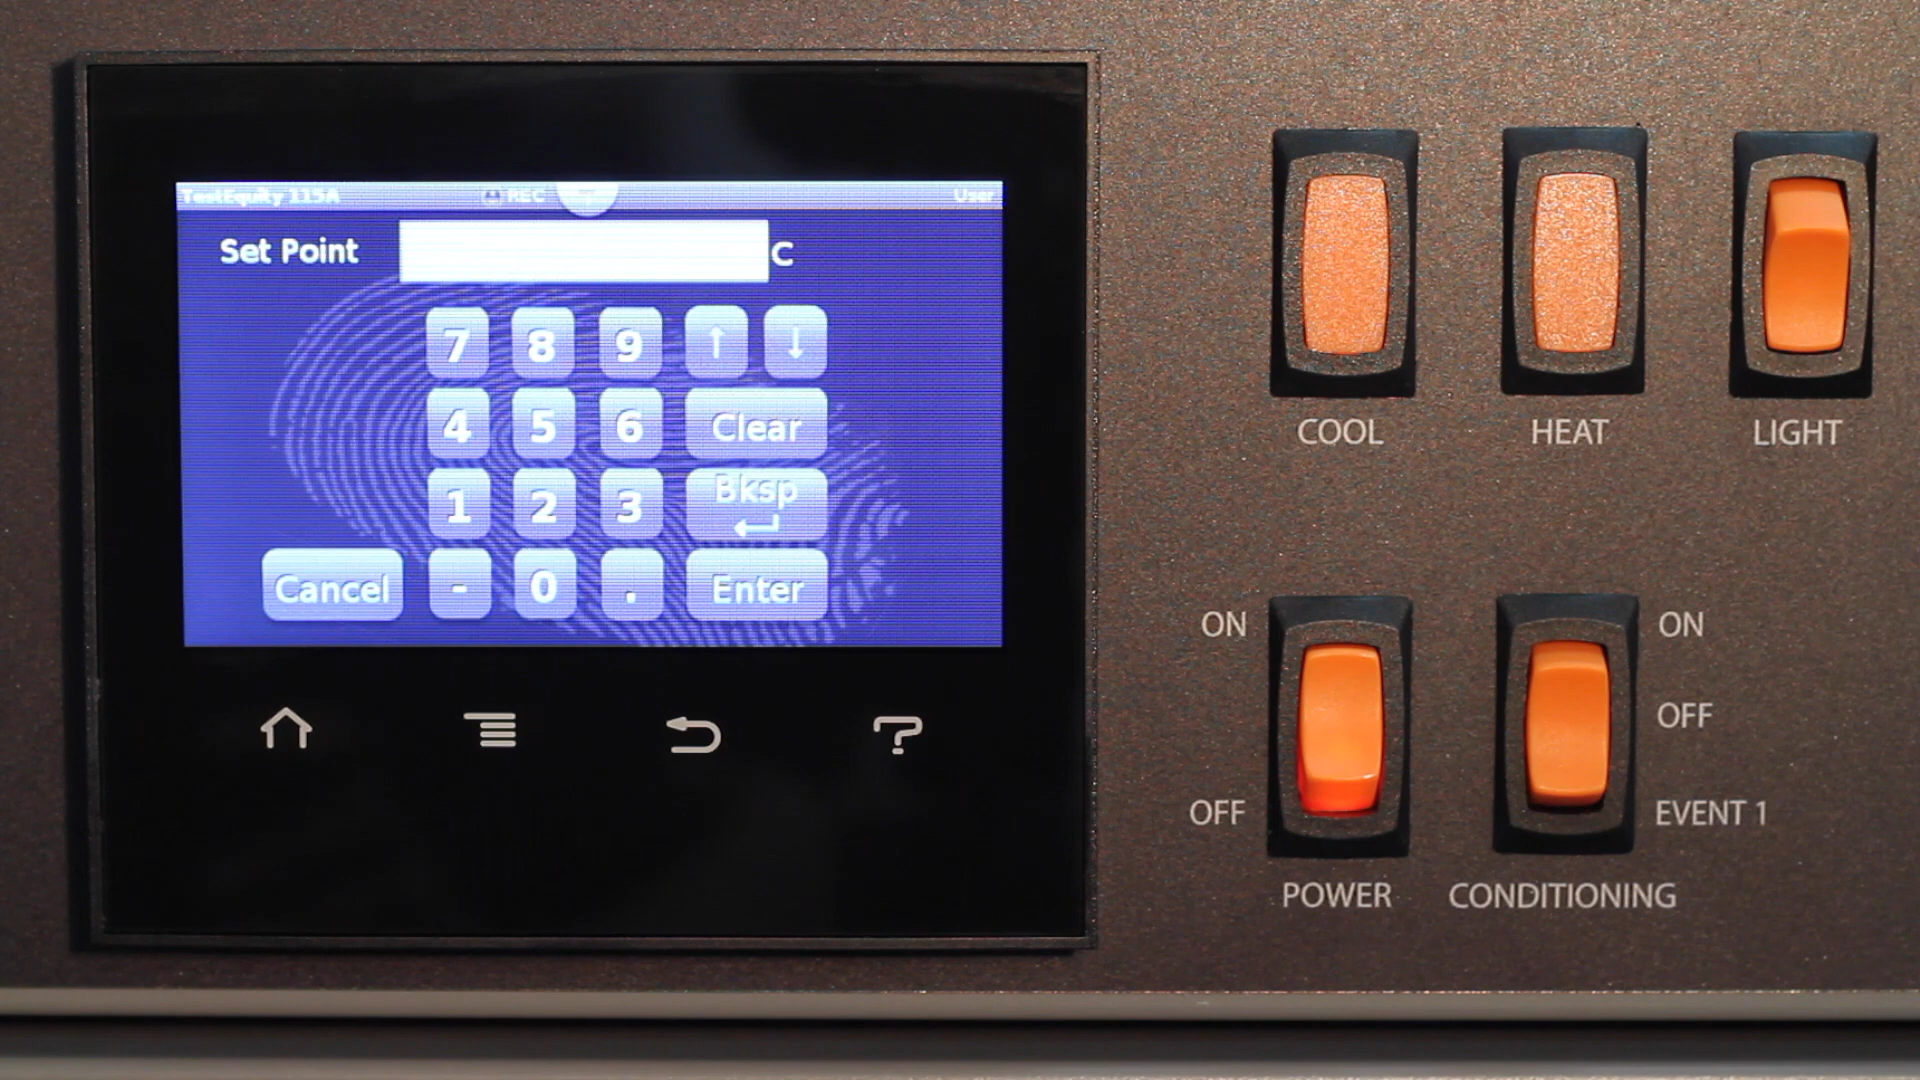 TestEquity 115A REC User
Set Point C
7 8 9 ↑ ↓
4 5 6 Clear
1 2 3 Bksp
Cancel - 0 . Enter
COOL HEAT LIGHT
ON ON
OFF
OFF EVENT 1
POWER CONDITIONING